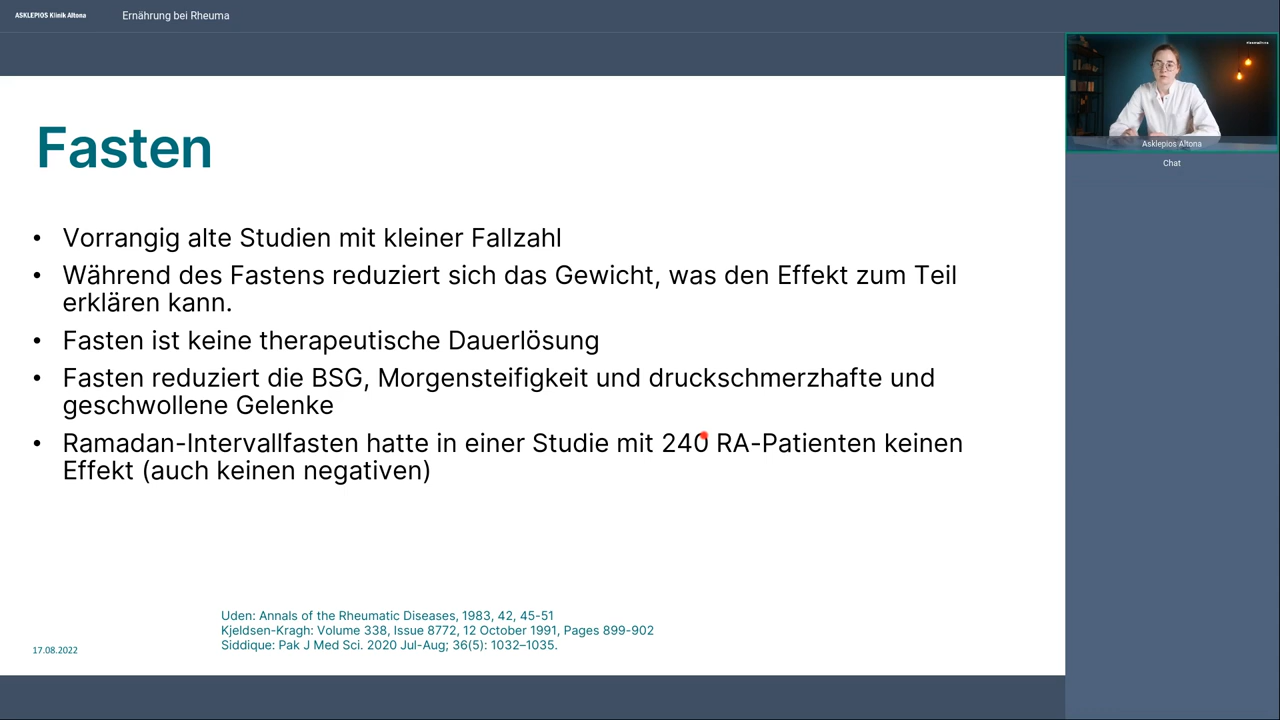 ASKLEPIOS Klinik Altona
Ernährung bei Rheuma
Fasten
• Vorrangig alte Studien mit kleiner Fallzahl
• Während des Fastens reduziert sich das Gewicht, was den Effekt zum Teil
erklären kann.
• Fasten ist keine therapeutische Dauerlösung
• Fasten reduziert die BSG, Morgensteifigkeit und druckschmerzhafte und
geschwollene Gelenke
• Ramadan-Intervallfasten hatte in einer Studie mit 240 RA-Patienten keinen
Effekt (auch keinen negativen)
Uden: Annals of the Rheumatic Diseases, 1983, 42, 45-51
Kjeldsen-Kragh: Volume 338, Issue 8772, 12 October 1991, Pages 899-902
Siddique: Pak J Med Sci. 2020 Jul-Aug; 36(5): 1032–1035.
17.08.2022
Asklepios Altona
Chat